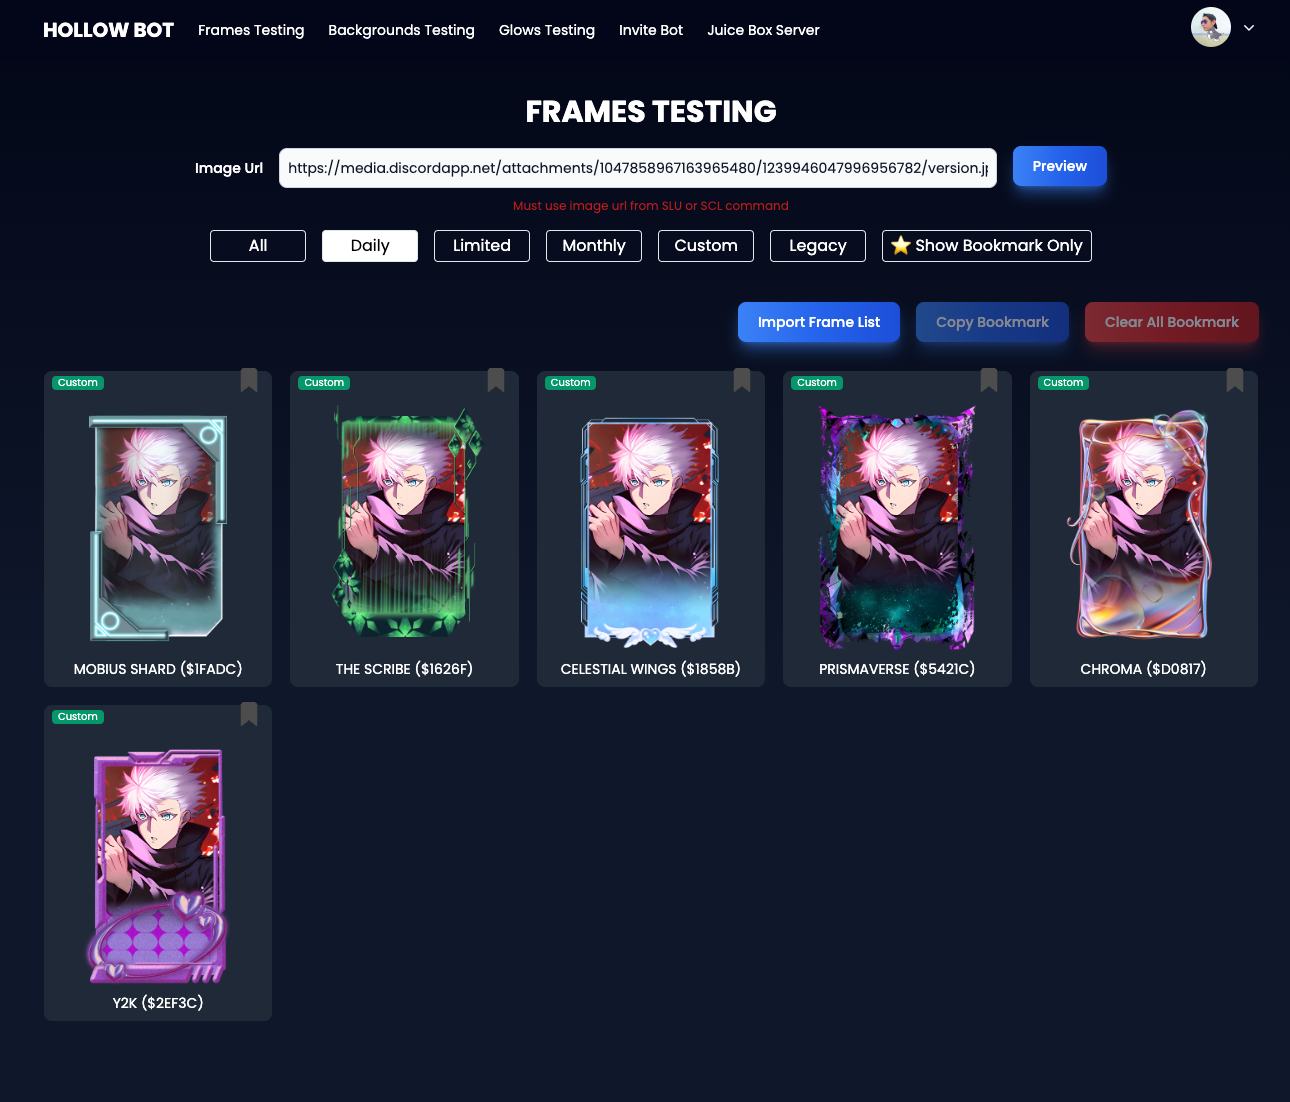 HOLLOW BOT Frames Testing Backgrounds Testing Glows Testing Invite Bot Juice Box Server
FRAMES TESTING
Image Url https://media.discordapp.net/attachments/1047858967163965480/1239946047996956782/version.jp Preview
Must use image url from SLU or SCL command
All Daily Limited Monthly Custom Legacy ⭐ Show Bookmark Only
Import Frame List Copy Bookmark Clear All Bookmark
Custom Custom Custom Custom Custom
MOBIUS SHARD ($1FADC) THE SCRIBE ($1626F) CELESTIAL WINGS ($1858B) PRISMAVERSE ($5421C) CHROMA ($D0817)
Custom
Y2K ($2EF3C)